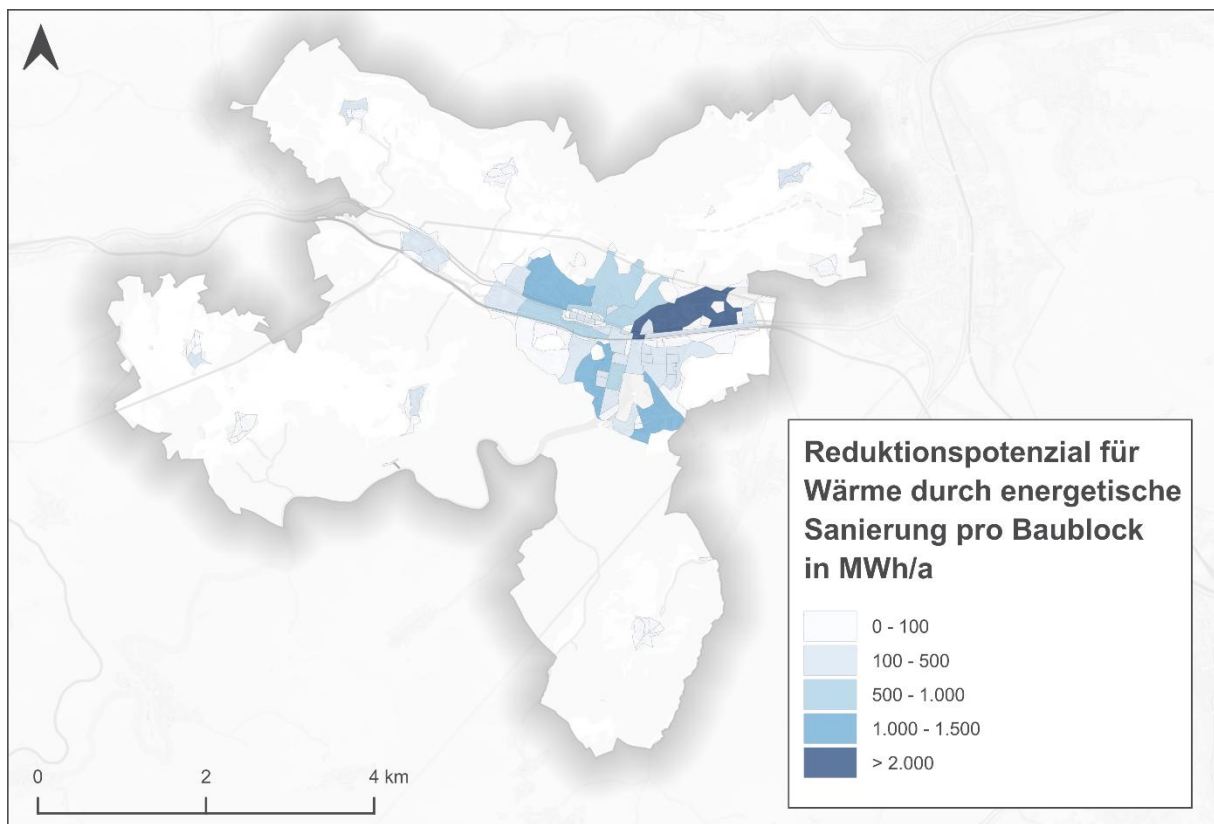 Reduktionspotenzial für
Wärme durch energetische
Sanierung pro Baublock
in MWh/a
0 - 100
100 - 500
500 - 1.000
1.000 - 1.500
> 2.000
0 2 4 km